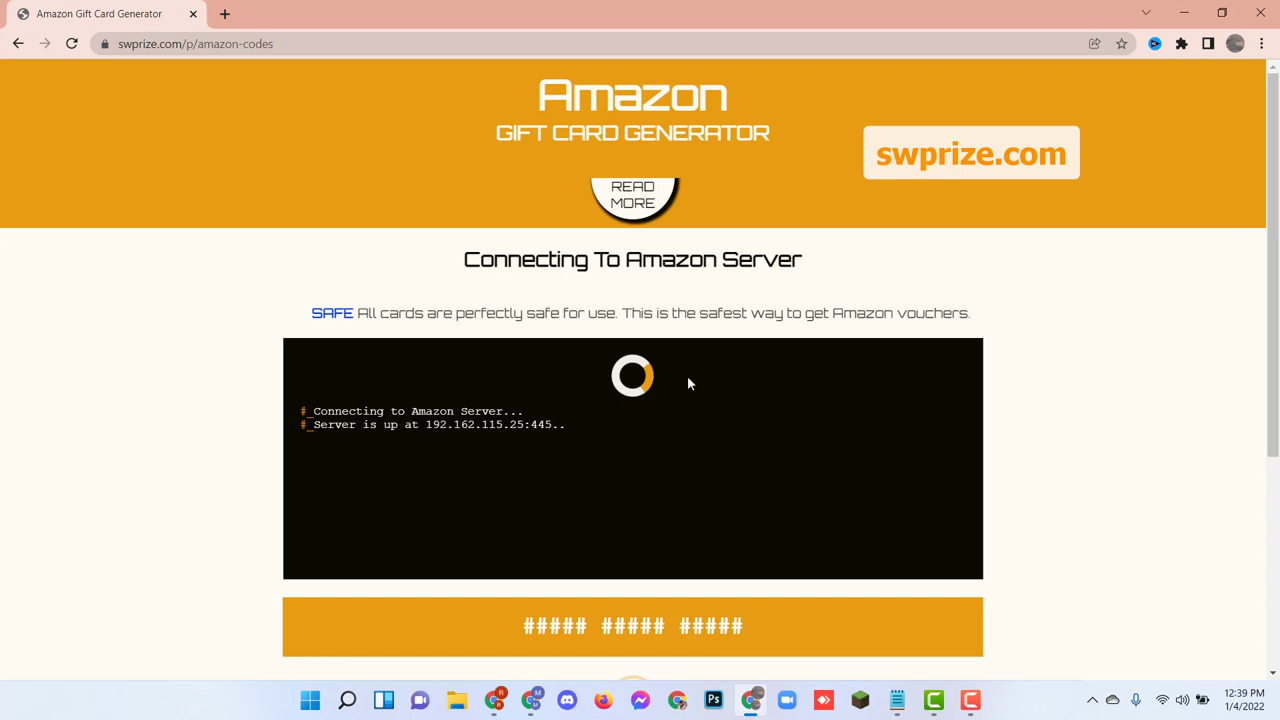 Amazon Gift Card Generator
swprize.com/p/amazon-codes
Amazon
GIFT CARD GENERATOR
swprize.com
READ
MORE
Connecting To Amazon Server
SAFE All cards are perfectly safe for use. This is the safest way to get Amazon vouchers.
#_Connecting to Amazon Server...
#_Server is up at 192.162.115.25:445..
##### ##### #####
R
R
M
M
Ps
12:39 PM
1/4/2022